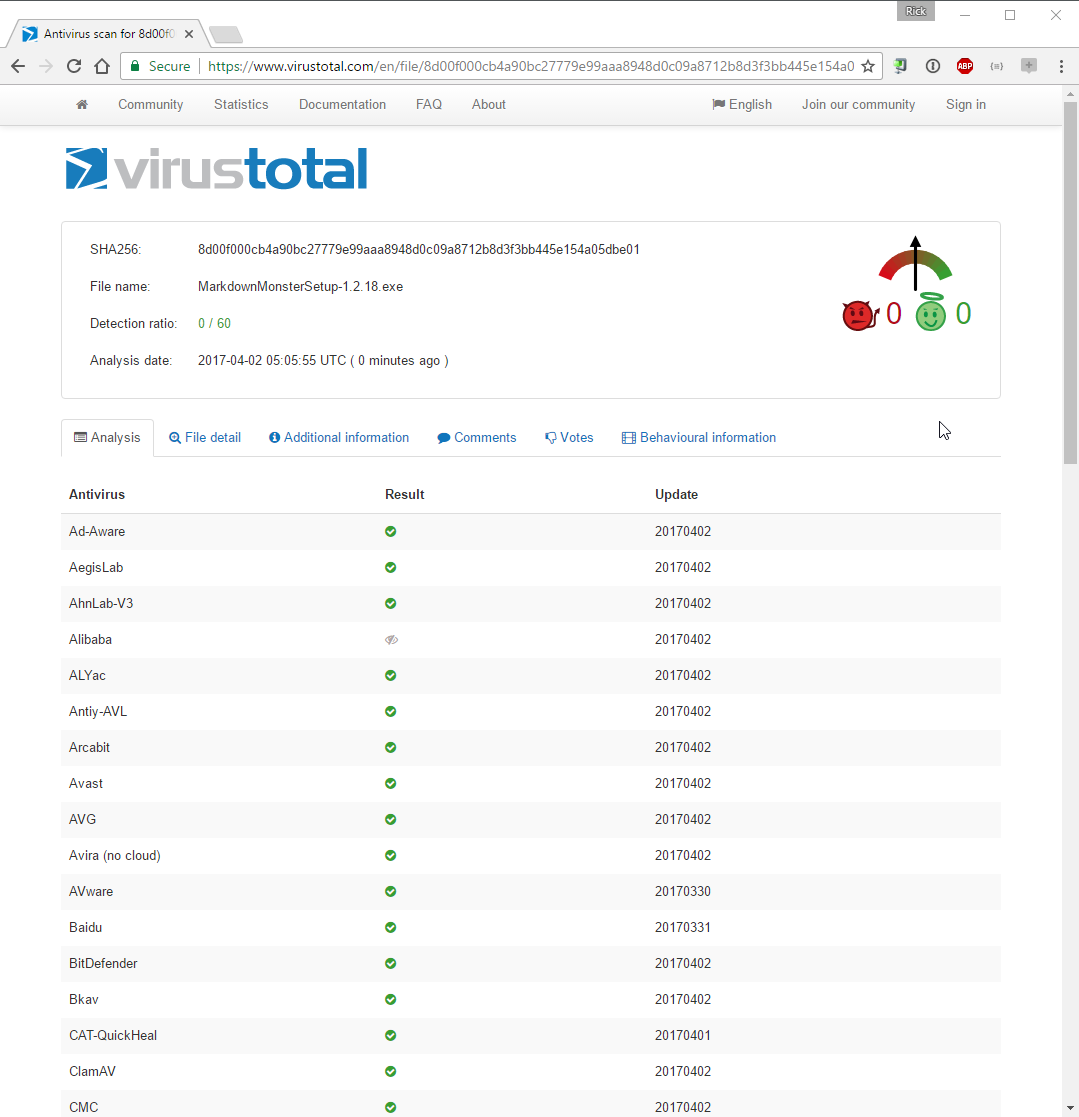 Rick
Antivirus scan for 8d00f0
Secure https://www.virustotal.com/en/file/8d00f000cb4a90bc27779e99aaa8948d0c09a8712b8d3f3bb445e154a0
ABP
Community Statistics Documentation FAQ About English Join our community Sign in
virustotal
SHA256: 8d00f000cb4a90bc27779e99aaa8948d0c09a8712b8d3f3bb445e154a05dbe01
File name: MarkdownMonsterSetup-1.2.18.exe
0 0
Detection ratio: 0 / 60
Analysis date: 2017-04-02 05:05:55 UTC ( 0 minutes ago )
Analysis File detail Additional information Comments Votes Behavioural information
Antivirus Result Update
Ad-Aware 20170402
AegisLab 20170402
AhnLab-V3 20170402
Alibaba 20170402
ALYac 20170402
Antiy-AVL 20170402
Arcabit 20170402
Avast 20170402
AVG 20170402
Avira (no cloud) 20170402
AVware 20170330
Baidu 20170331
BitDefender 20170402
Bkav 20170402
CAT-QuickHeal 20170401
ClamAV 20170402
CMC 20170402